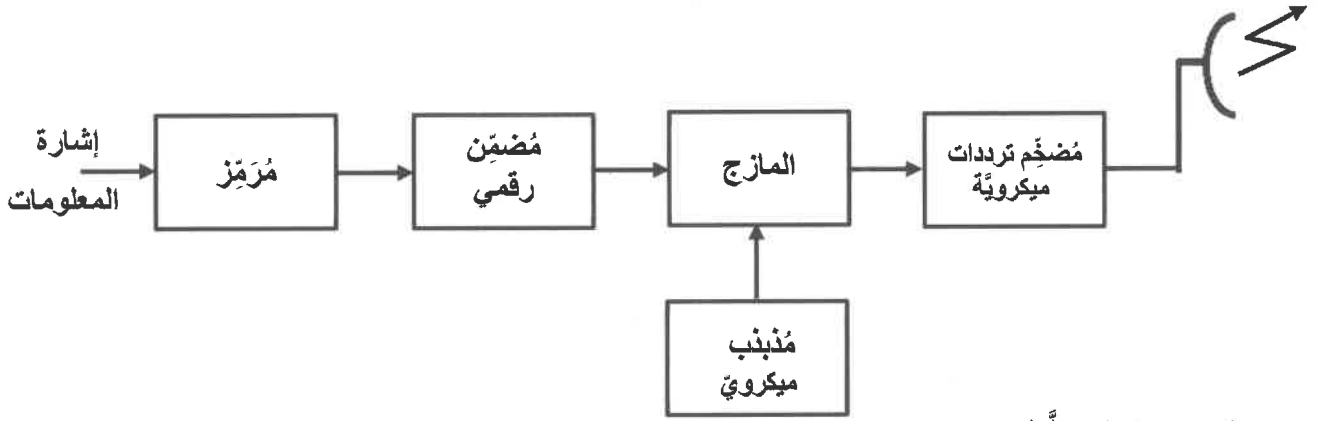 إشارة
المعلومات
مُرَمِّز
مُضمِّن
رقمي
المازج
مُضخِّم ترددات
ميكرويَّة
مُذبذب
ميكرويّ